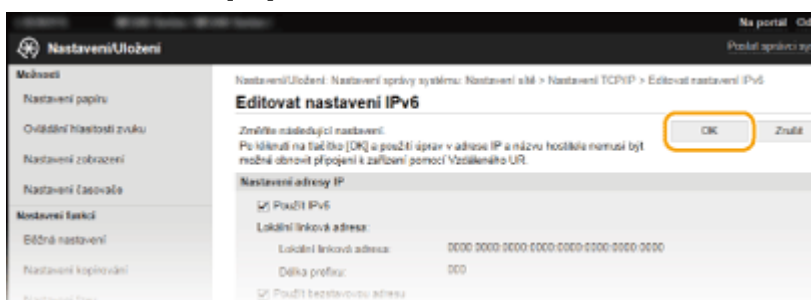 Na portál
Nastavení/Uložení
Poslat správci
Možnosti
Nastavení/Uložení: Nastavení správy systému: Nastavení sítě > Nastavení TCP/IP > Editovat nastavení IPv6
Nastavení papíru
Editovat nastavení IPv6
Ovládání hlasitosti zvuku
Změňte následující nastavení.
OK
Zrušit
Po kliknutí na tlačítko [OK] a použití úprav v adrese IP a názvu hostitele nemusí být
možné obnovit připojení k zařízení pomocí Vzdáleného UR.
Nastavení zobrazení
Nastavení adresy IP
Nastavení časovače
Použít IPv6
Nastavení funkcí
Lokální linková adresa:
Běžná nastavení
Lokální linková adresa:
0000:0000:0000:0000:0000:0000:0000:0000
Nastavení kopírování
Délka prefixu:
000
Použít bezstavovou adresu